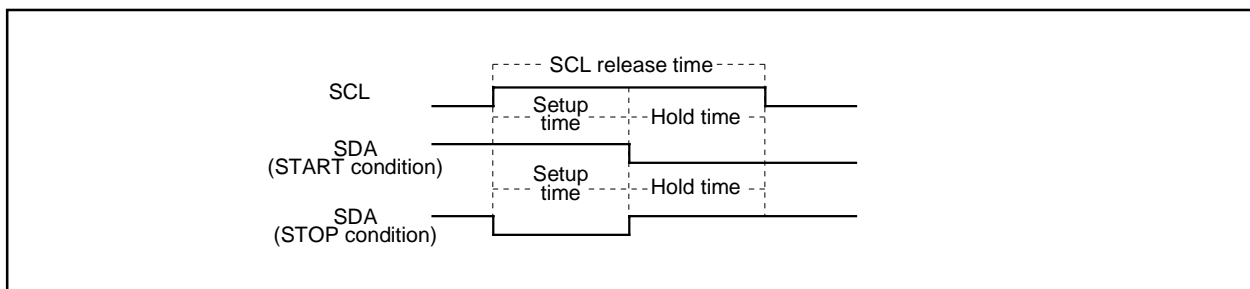 SCL release time
SCL
Setup
time
Hold time
SDA
(START condition)
Setup
time
Hold time
SDA
(STOP condition)